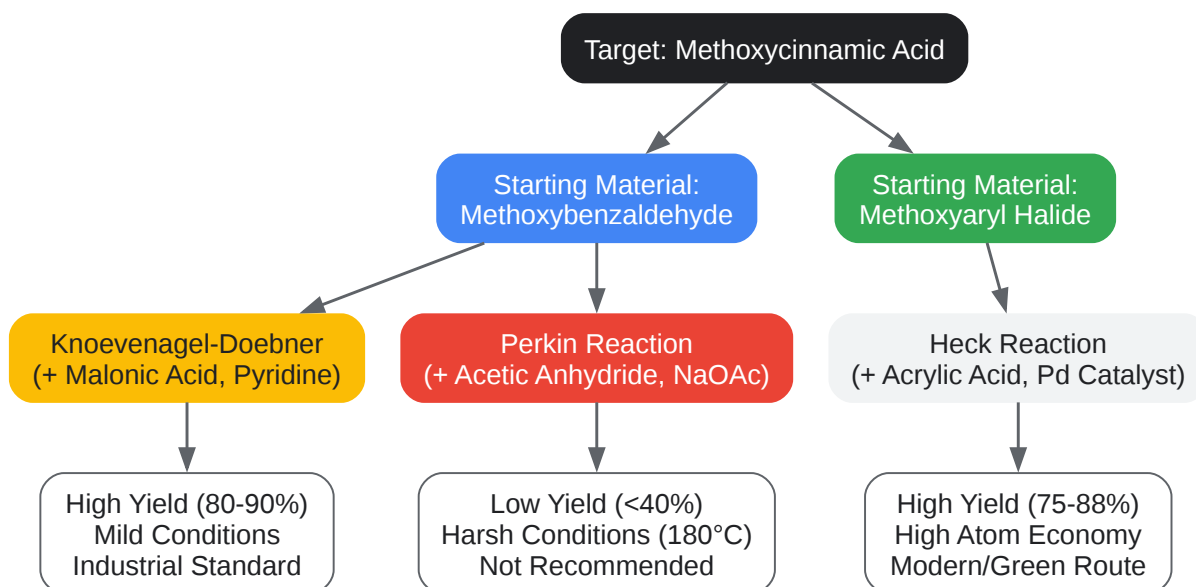 Target: Methoxycinnamic Acid
Starting Material:
Methoxybenzaldehyde
Starting Material:
Methoxyaryl Halide
Knoevenagel-Doebner
(+ Malonic Acid, Pyridine)
Perkin Reaction
(+ Acetic Anhydride, NaOAc)
Heck Reaction
(+ Acrylic Acid, Pd Catalyst)
High Yield (80-90%)
Mild Conditions
Industrial Standard
Low Yield (<40%)
Harsh Conditions (180°C)
Not Recommended
High Yield (75-88%)
High Atom Economy
Modern/Green Route